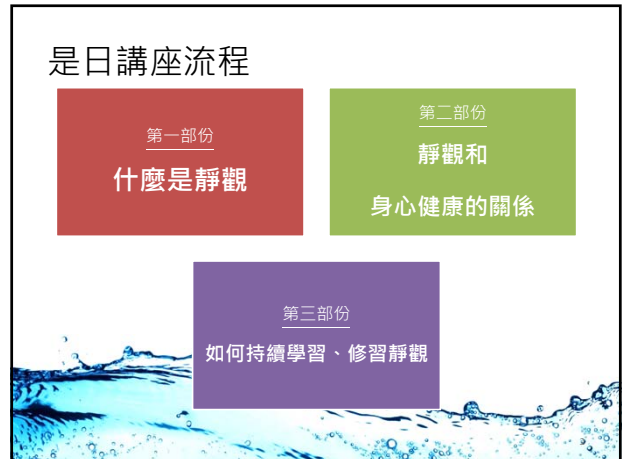 是日講座流程
第一部份
什麼是靜觀
第二部份
靜觀和
身心健康的關係
第三部份
如何持續學習、修習靜觀